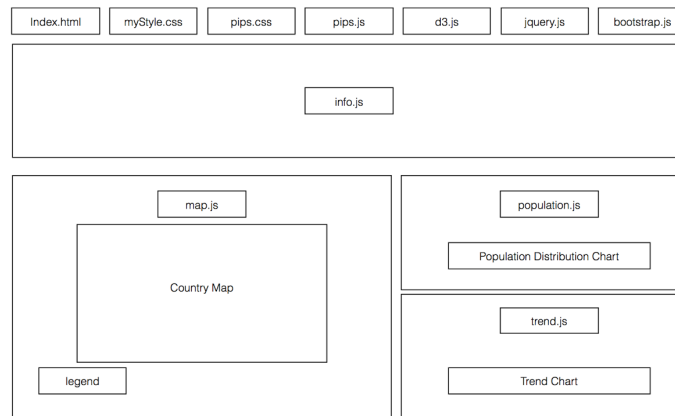 Index.html
myStyle.css
pips.css
pips.js
d3.js
jquery.js
bootstrap.js
info.js
map.js
Country Map
legend
population.js
Population Distribution Chart
trend.js
Trend Chart